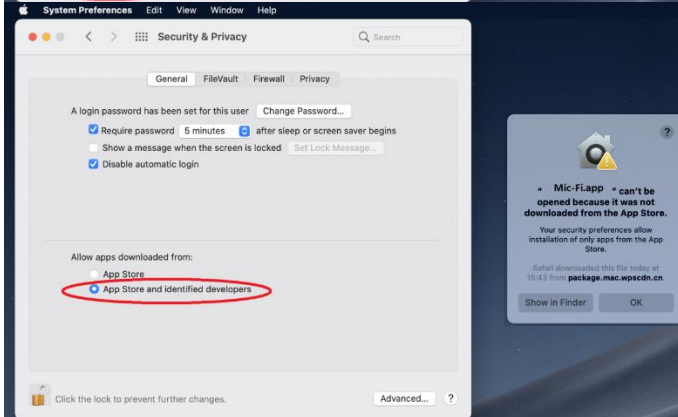 System Preferences Edit View Window Help
Security & Privacy
Search
General FileVault Firewall Privacy
A login password has been set for this user Change Password...
Require password 5 minutes after sleep or screen saver begins
Show a message when the screen is locked Set Lock Message...
Disable automatic login
Allow apps downloaded from:
App Store
App Store and identified developers
Click the lock to prevent further changes.
Advanced... ?
?
" Mic-Fi.app " can't be
opened because it was not
downloaded from the App Store.
Your security preferences allow
installation of only apps from the App
Store.
Safari downloaded this file today at
15:43 from package.mac.wpscdn.cn.
Show in Finder OK